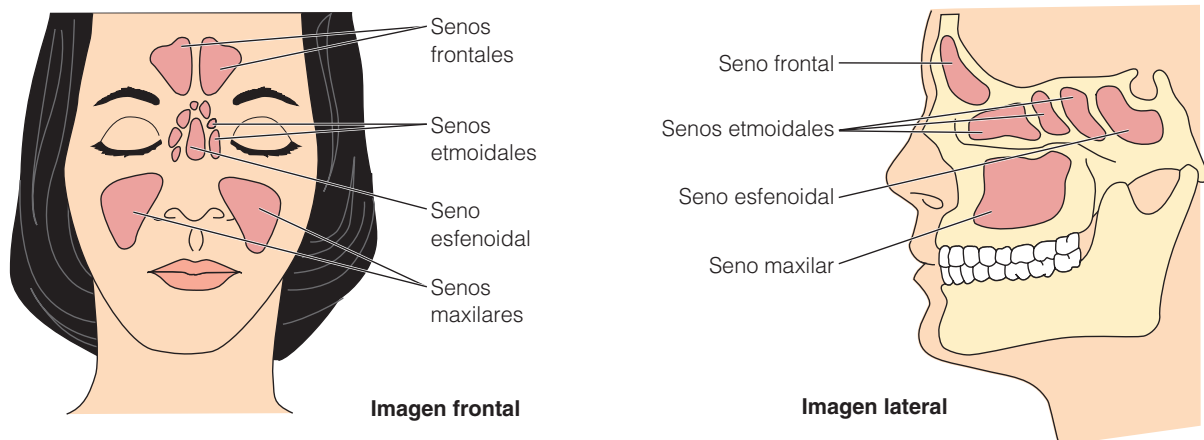 Senos
frontales
Senos
etmoidales
Seno
esfenoidal
Senos
maxilares
Imagen frontal
Seno frontal
Senos etmoidales
Seno esfenoidal
Seno maxilar
Imagen lateral